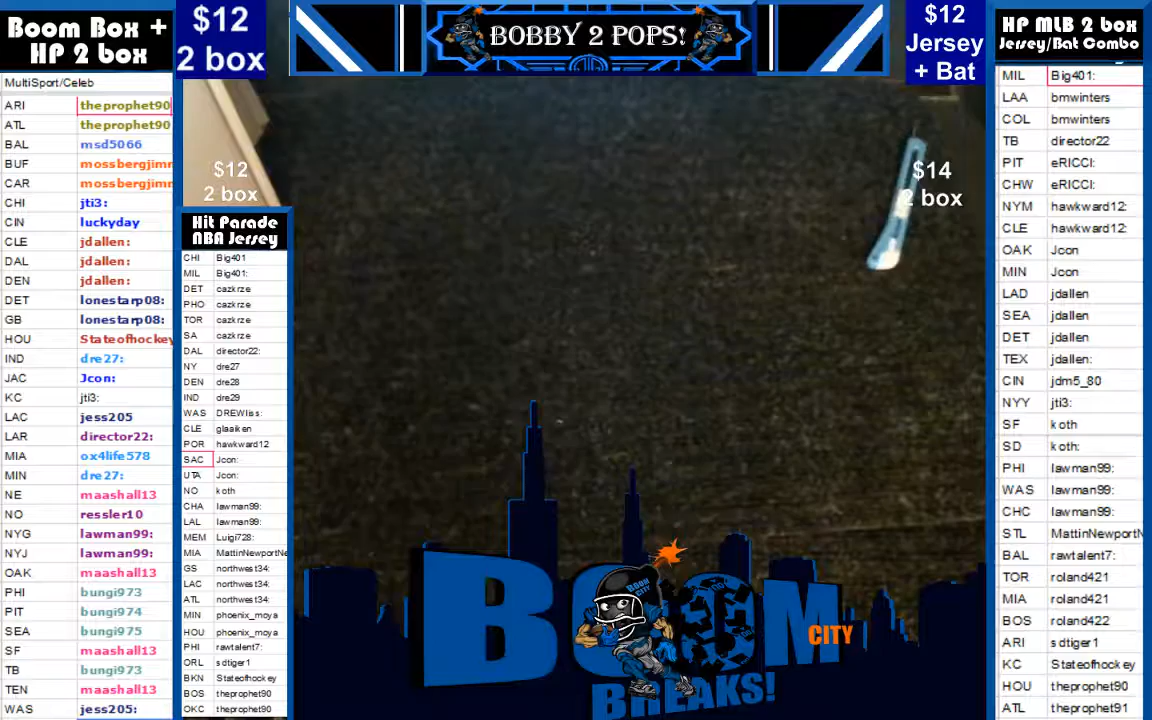 Boom Box +
HP 2 box
MultiSport/Celeb
ARI theprophet90
ATL theprophet90
BAL msd5066
BUF mossbergjimm
CAR mossbergjimm
CHI jti3:
CIN luckyday
CLE jdallen:
DAL jdallen:
DEN jdallen:
DET lonestarp08:
GB lonestarp08:
HOU Stateofhockey
IND dre27:
JAC Jcon:
KC jti3:
LAC jess205
LAR director22:
MIA ox4life578
MIN dre27:
NE maashall13
NO ressler10
NYG lawman99:
NYJ lawman99:
OAK maashall13
PHI bungi973
PIT bungi974
SEA bungi975
SF maashall13
TB bungi973
TEN maashall13
WAS jess205:
$12
2 box
$12
2 box
Hit Parade
NBA Jersey
CHI Big401
MIL Big401:
DET cazkrze
PHO cazkrze
TOR cazkrze
SA cazkrze
DAL director22:
NY dre27
DEN dre28
IND dre29
WAS DREWliss:
CLE glaaiken
POR hawkward12
SAC Jcon:
UTA Jcon:
NO koth
CHA lawman99:
LAL lawman99:
MEM Luigi728:
MIA MattinNewportNe
GS northwest34:
LAC northwest34:
ATL northwest34:
MIN phoenix_moya
HOU phoenix_moya
PHI rawtalent7:
ORL sdtiger1
BKN Stateofhockey
BOS theprophet90
OKC theprophet90
BOBBY 2 POPS!
BOOM
CITY
BREAKS!
BOOM
CITY
$12
Jersey
+ Bat
$14
2 box
HP MLB 2 box
Jersey/Bat Combo
MIL Big401:
LAA bmwinters
COL bmwinters
TB director22
PIT eRICCI:
CHW eRICCI:
NYM hawkward12:
CLE hawkward12:
OAK Jcon
MIN Jcon
LAD jdallen
SEA jdallen
DET jdallen
TEX jdallen:
CIN jdm5_80
NYY jti3:
SF koth
SD koth:
PHI lawman99:
WAS lawman99:
CHC lawman99:
STL MattinNewportN
BAL rawtalent7:
TOR roland421
MIA roland421
BOS roland422
ARI sdtiger1
KC Stateofhockey
HOU theprophet90
ATL theprophet91